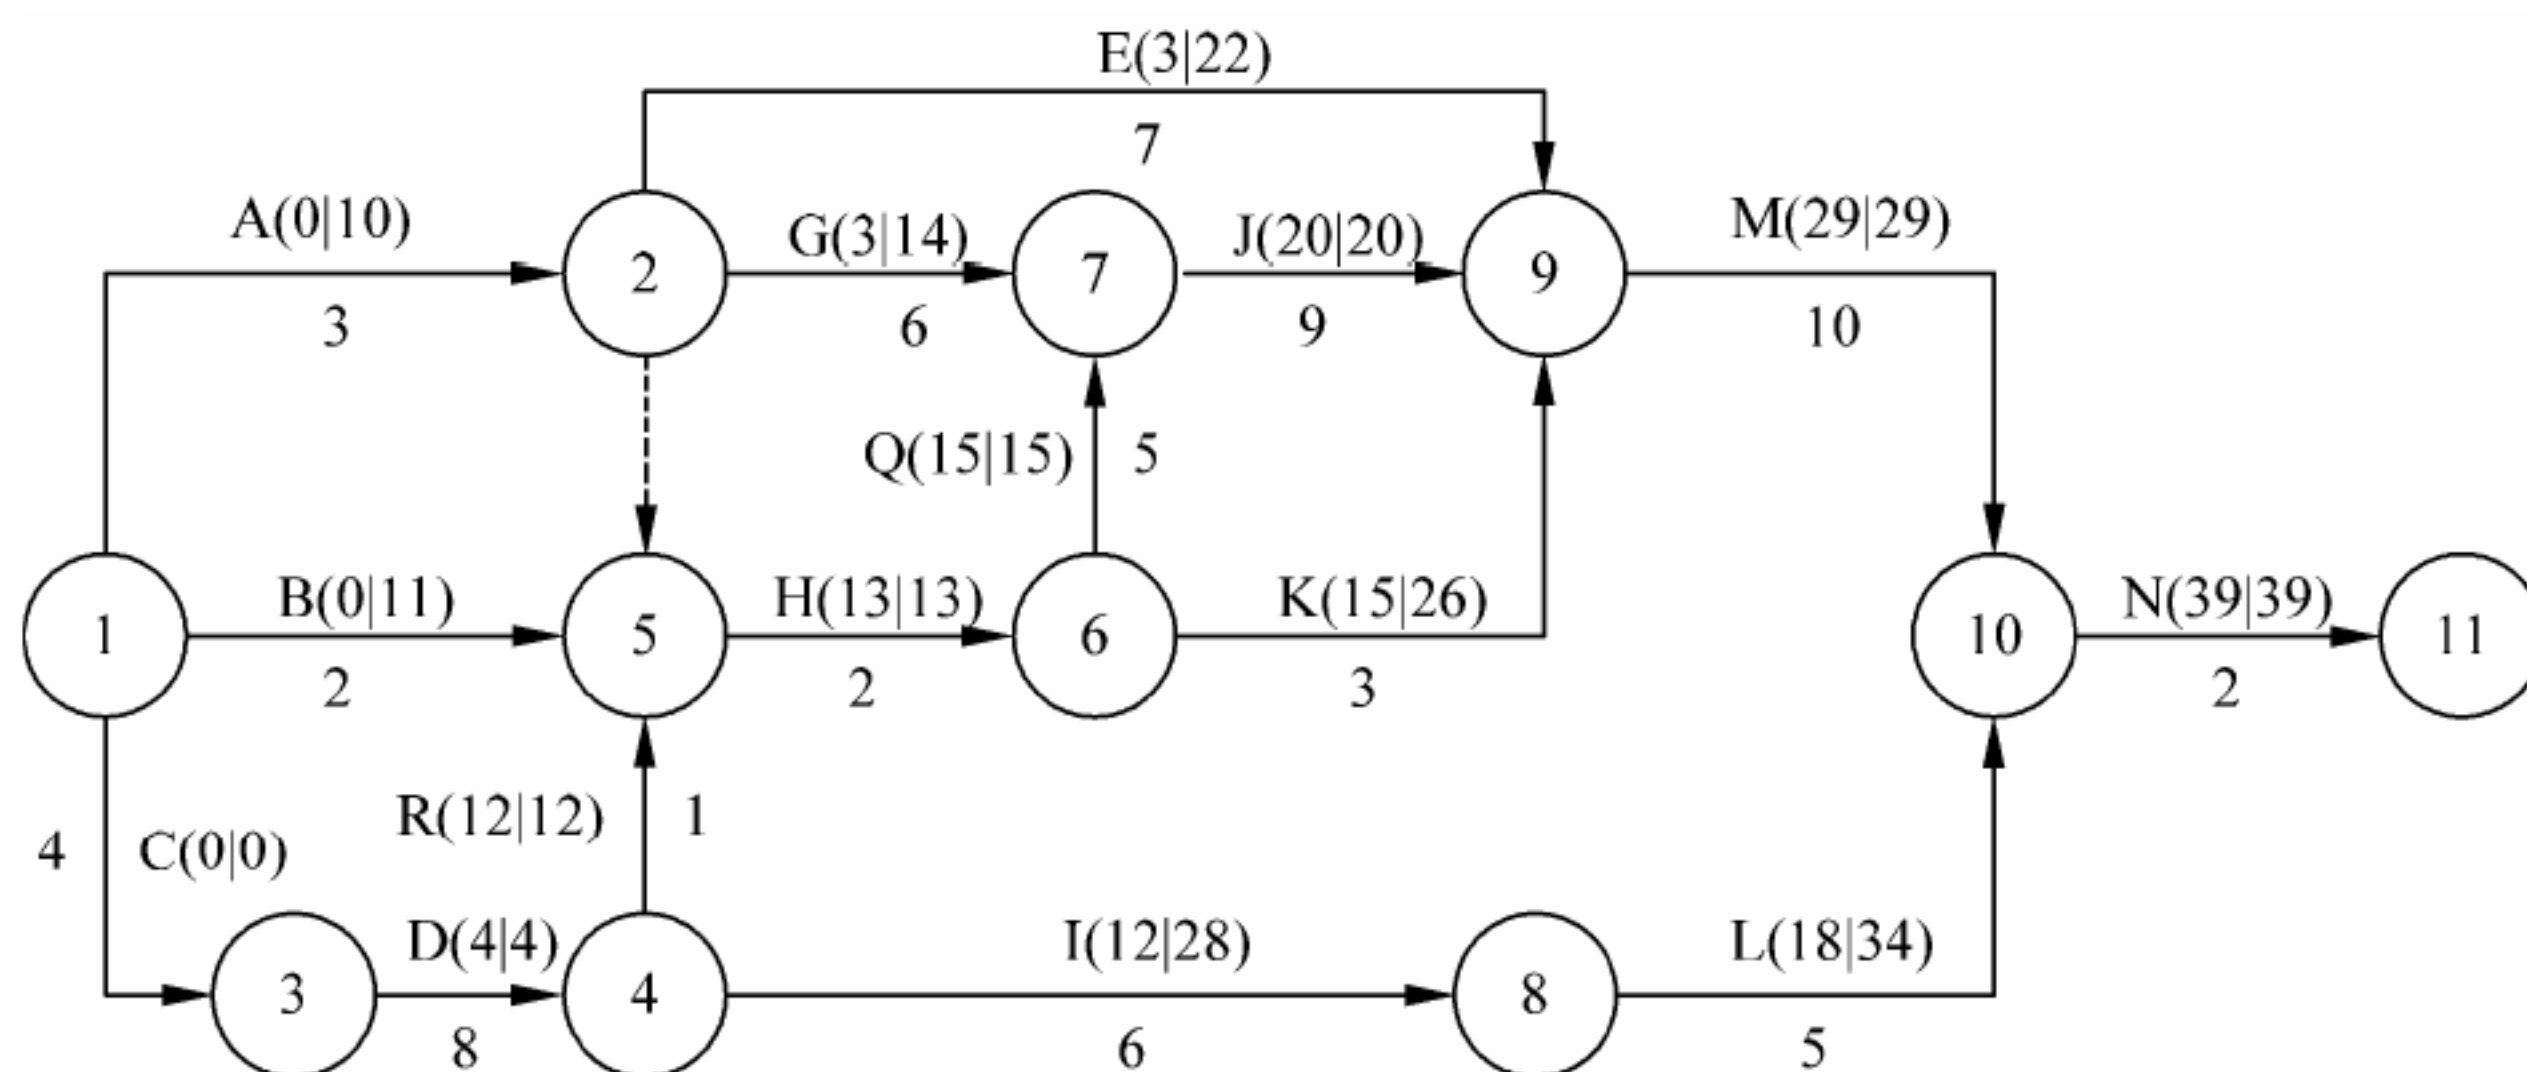 E(3|22)
7
A(0|10)
3
2
G(3|14)
6
7
J(20|20)
9
9
M(29|29)
10
Q(15|15)
5
1
B(0|11)
2
5
H(13|13)
2
6
K(15|26)
3
10
N(39|39)
2
11
R(12|12)
1
4
C(0|0)
3
D(4|4)
8
4
I(12|28)
6
8
L(18|34)
5